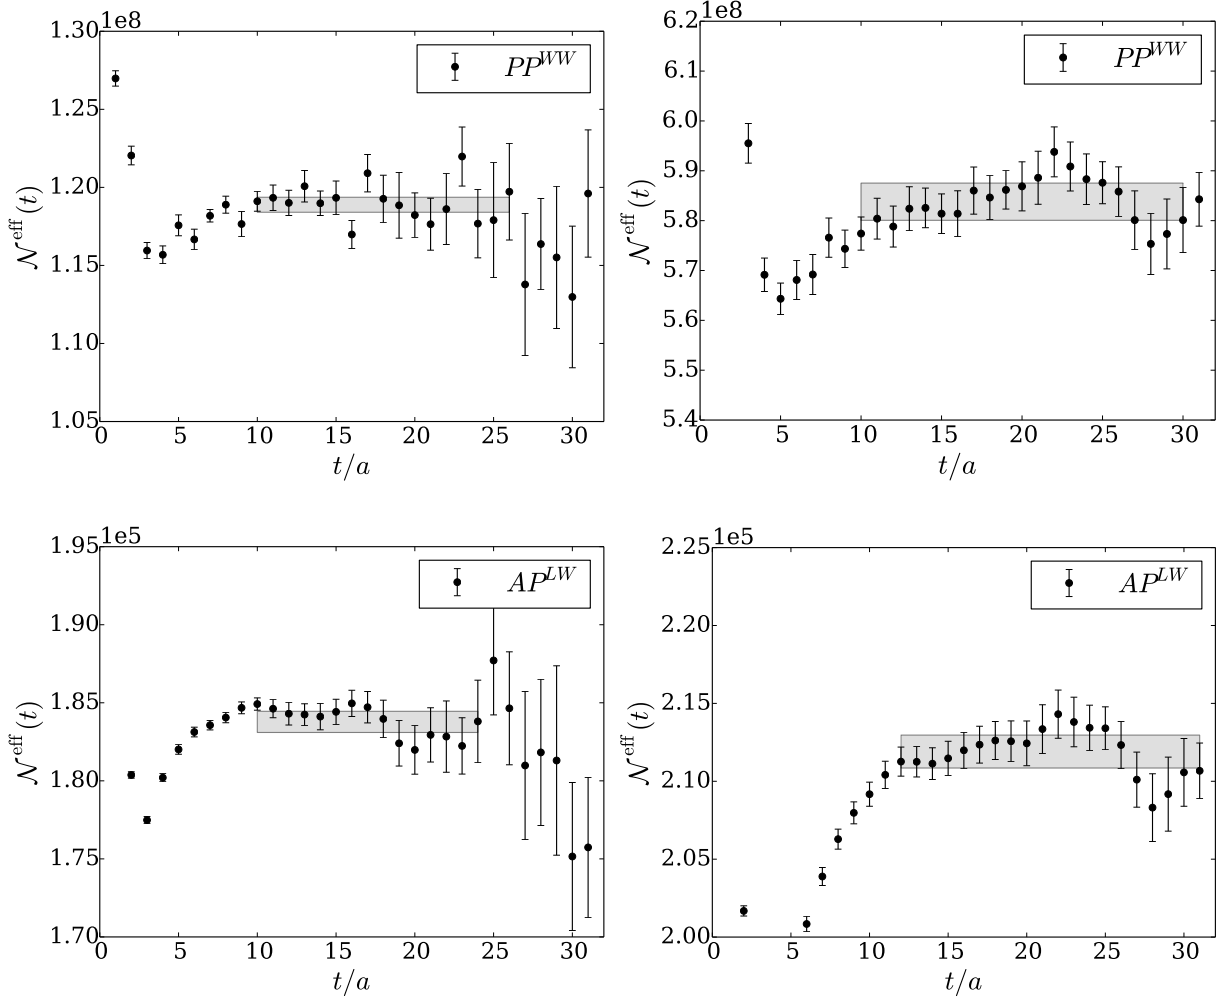 1e8
PP^{WW}
1.30
1.25
1.20
1.15
1.10
1.05
0 5 10 15 20 25 30
𝒩^{eff}(t)
t/a
1e8
PP^{WW}
6.2
6.1
6.0
5.9
5.8
5.7
5.6
5.4
0 5 10 15 20 25 30
𝒩^{eff}(t)
t/a
1e5
AP^{LW}
1.95
1.90
1.85
1.80
1.75
1.70
0 5 10 15 20 25 30
𝒩^{eff}(t)
t/a
1e5
AP^{LW}
2.25
2.20
2.15
2.10
2.05
2.00
0 5 10 15 20 25 30
𝒩^{eff}(t)
t/a